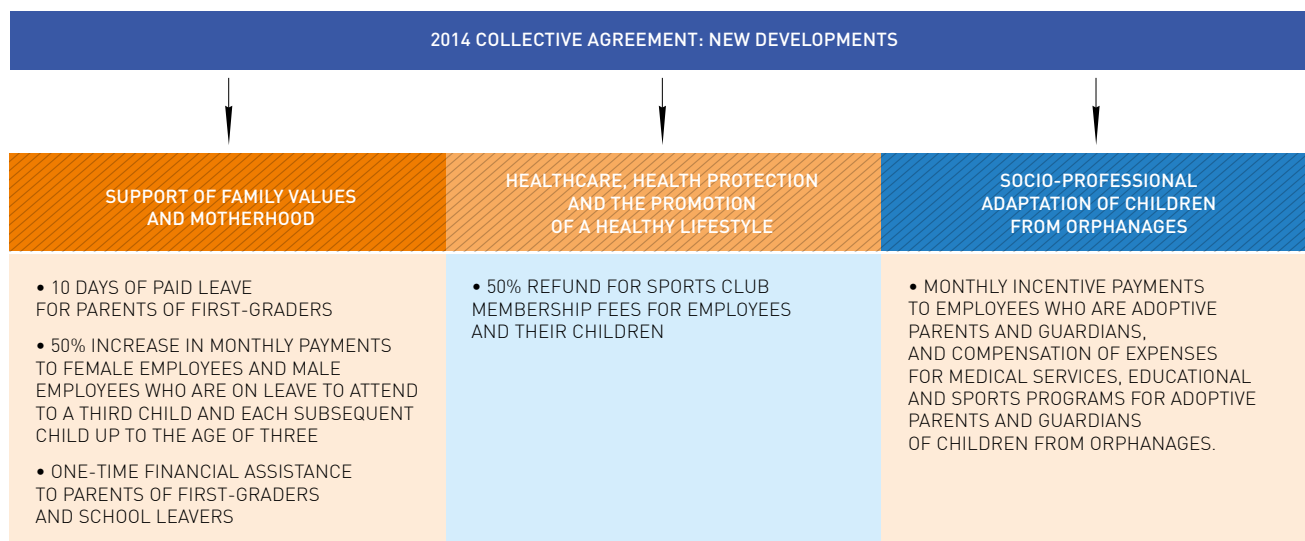 2014 COLLECTIVE AGREEMENT: NEW DEVELOPMENTS
SUPPORT OF FAMILY VALUES
AND MOTHERHOOD
• 10 DAYS OF PAID LEAVE
FOR PARENTS OF FIRST-GRADERS
• 50% INCREASE IN MONTHLY PAYMENTS
TO FEMALE EMPLOYEES AND MALE
EMPLOYEES WHO ARE ON LEAVE TO ATTEND
TO A THIRD CHILD AND EACH SUBSEQUENT
CHILD UP TO THE AGE OF THREE
• ONE-TIME FINANCIAL ASSISTANCE
TO PARENTS OF FIRST-GRADERS
AND SCHOOL LEAVERS
HEALTHCARE, HEALTH PROTECTION
AND THE PROMOTION
OF A HEALTHY LIFESTYLE
• 50% REFUND FOR SPORTS CLUB
MEMBERSHIP FEES FOR EMPLOYEES
AND THEIR CHILDREN
SOCIO-PROFESSIONAL
ADAPTATION OF CHILDREN
FROM ORPHANAGES
• MONTHLY INCENTIVE PAYMENTS
TO EMPLOYEES WHO ARE ADOPTIVE
PARENTS AND GUARDIANS,
AND COMPENSATION OF EXPENSES
FOR MEDICAL SERVICES, EDUCATIONAL
AND SPORTS PROGRAMS FOR ADOPTIVE
PARENTS AND GUARDIANS
OF CHILDREN FROM ORPHANAGES.